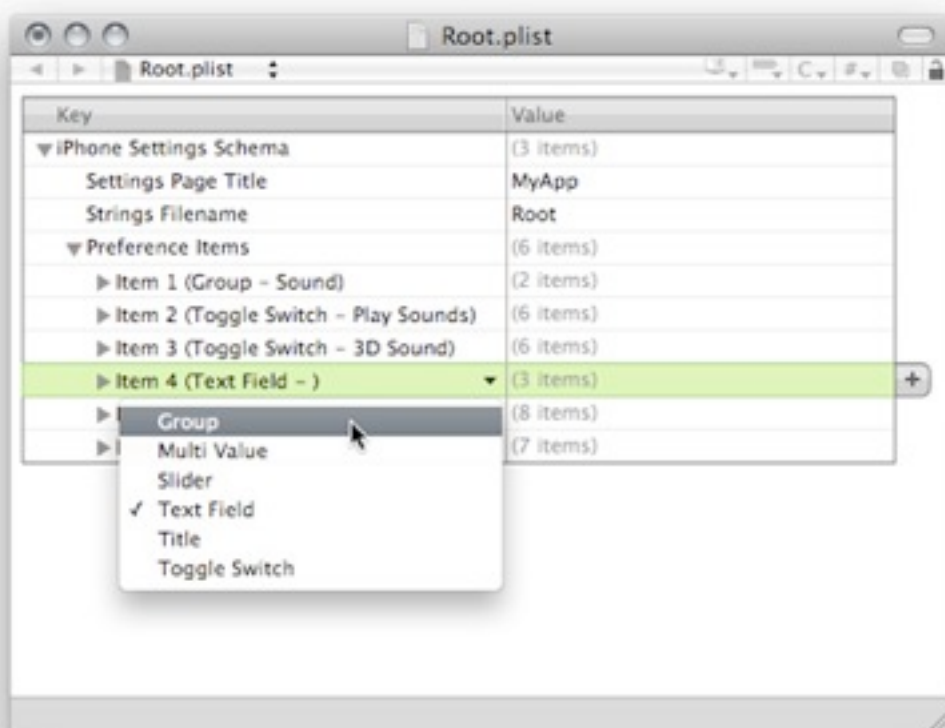 Root.plist
Root.plist
C #
Key Value
iPhone Settings Schema (3 items)
Settings Page Title MyApp
Strings Filename Root
Preference Items (6 items)
Item 1 (Group - Sound) (2 items)
Item 2 (Toggle Switch - Play Sounds) (6 items)
Item 3 (Toggle Switch - 3D Sound) (6 items)
Item 4 (Text Field - ) (3 items) +
(8 items)
(7 items)
Group
Multi Value
Slider
✓ Text Field
Title
Toggle Switch